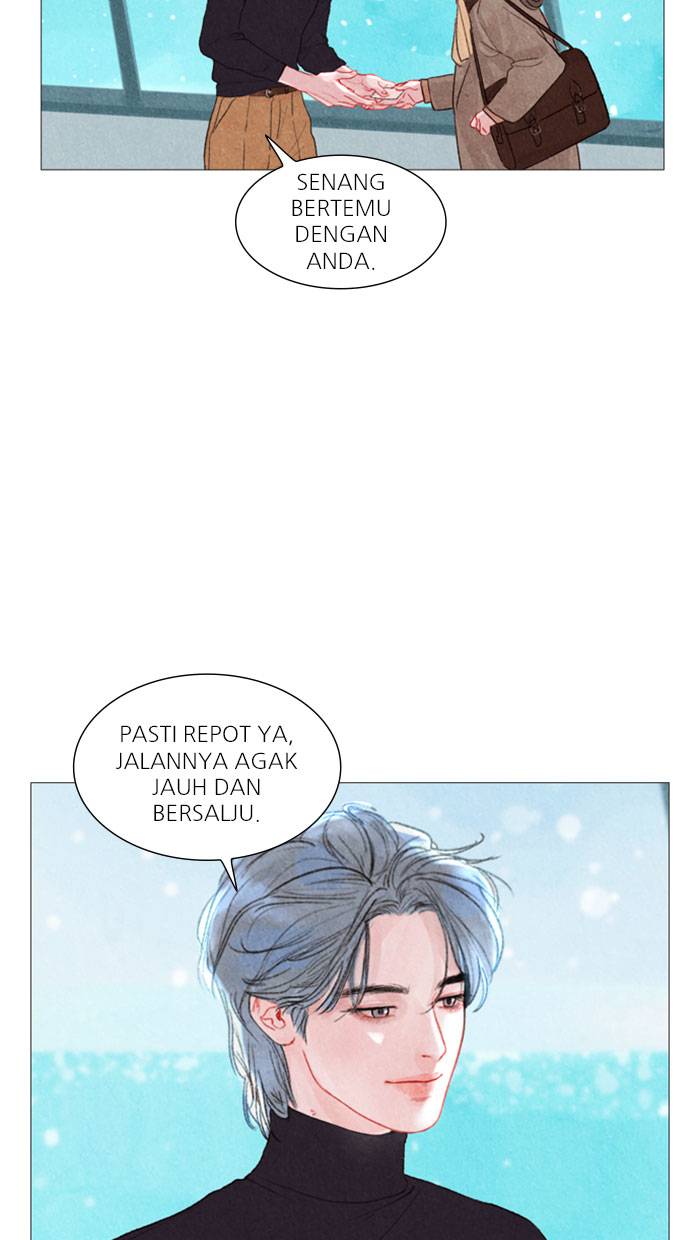 SENANG
BERTEMU
DENGAN
ANDA.
PASTI REPOT YA,
JALANNYA AGAK
JAUH DAN
BERSALJU.